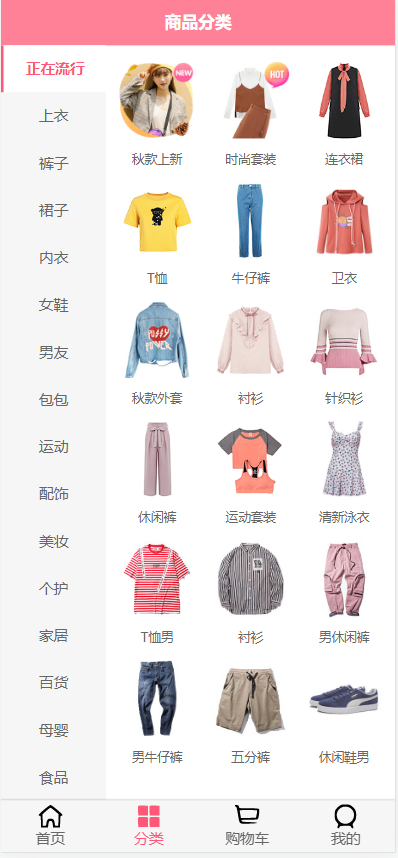 商品分类
正在流行
上衣
裤子
裙子
内衣
女鞋
男友
包包
运动
配饰
美妆
个护
家居
百货
母婴
食品
NEW
HOT
秋款上新
时尚套装
连衣裙
T恤
牛仔裤
卫衣
PUSSY
POWER
秋款外套
衬衫
针织衫
休闲裤
运动套装
清新泳衣
T恤男
衬衫
男休闲裤
男牛仔裤
五分裤
休闲鞋男
首页
分类
购物车
我的